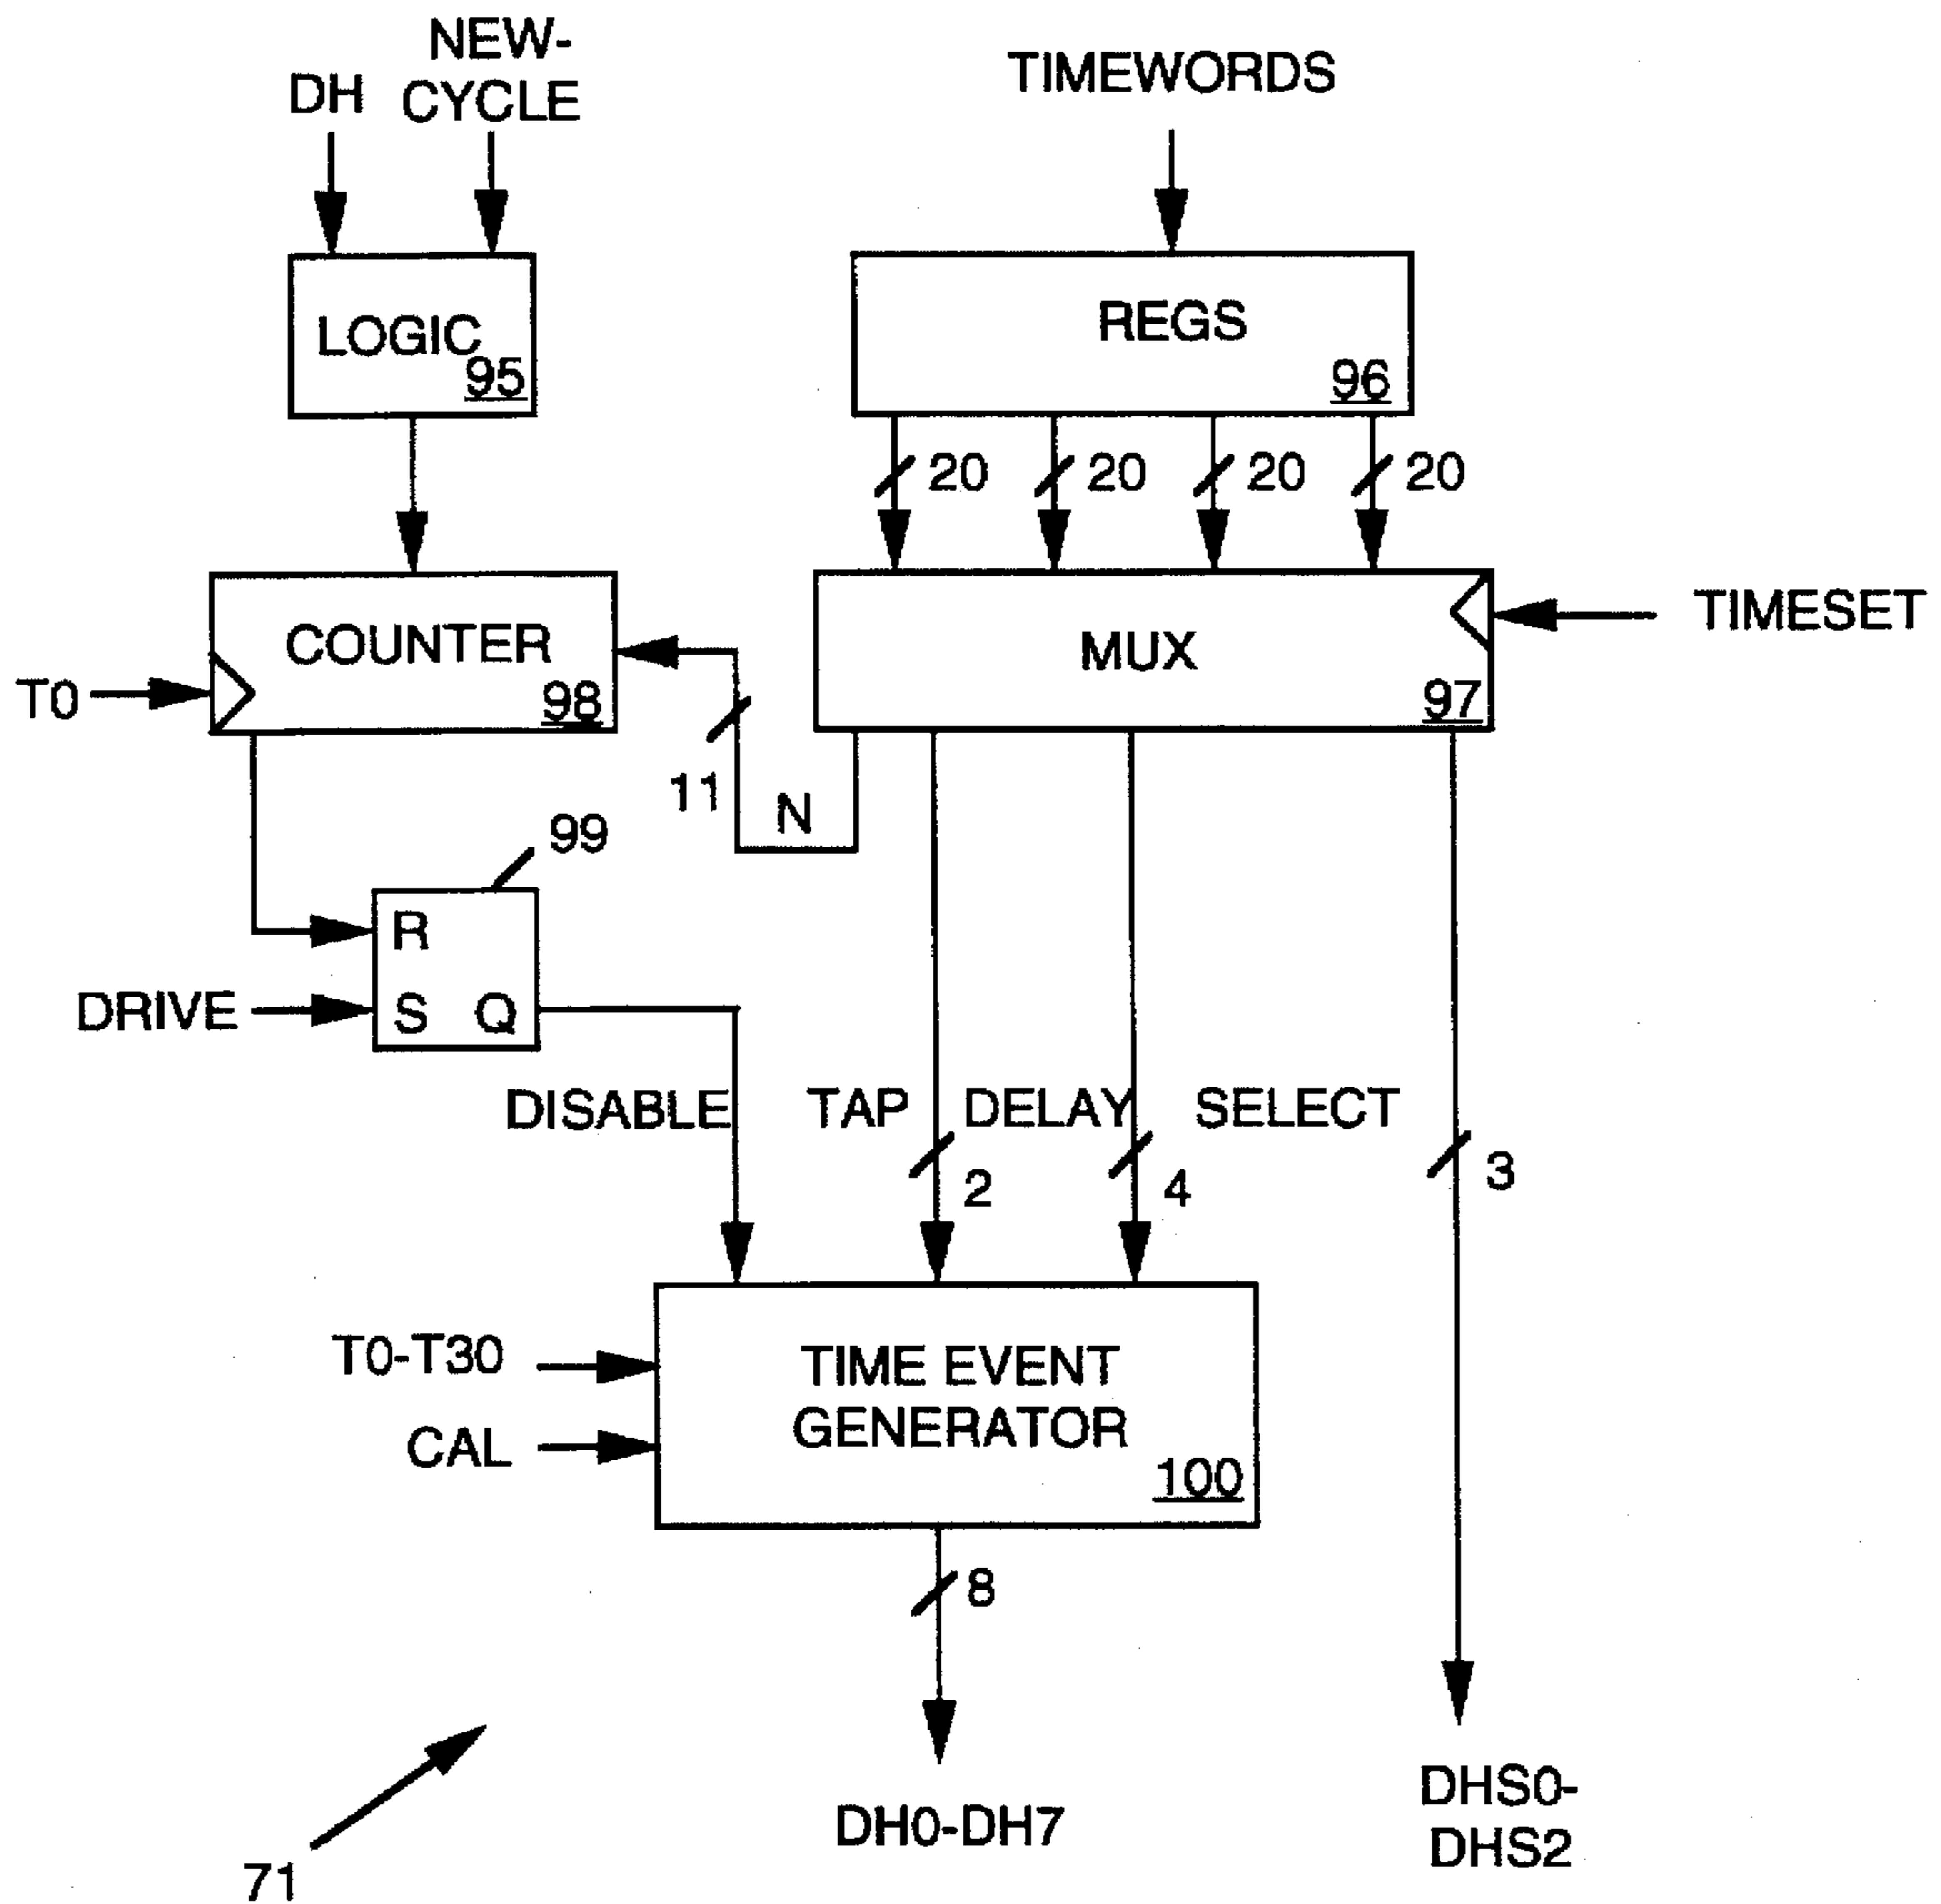 NEW-
DH CYCLE
TIMEWORDS
LOGIC
95
REGS
96
20 20 20 20
COUNTER
98
T0
MUX
97
TIMESET
11
N
99
R
DRIVE
S Q
DISABLE
TAP DELAY SELECT
2 4 3
T0-T30
CAL
TIME EVENT
GENERATOR
100
8
DH0-DH7
DHS0-
DHS2
71